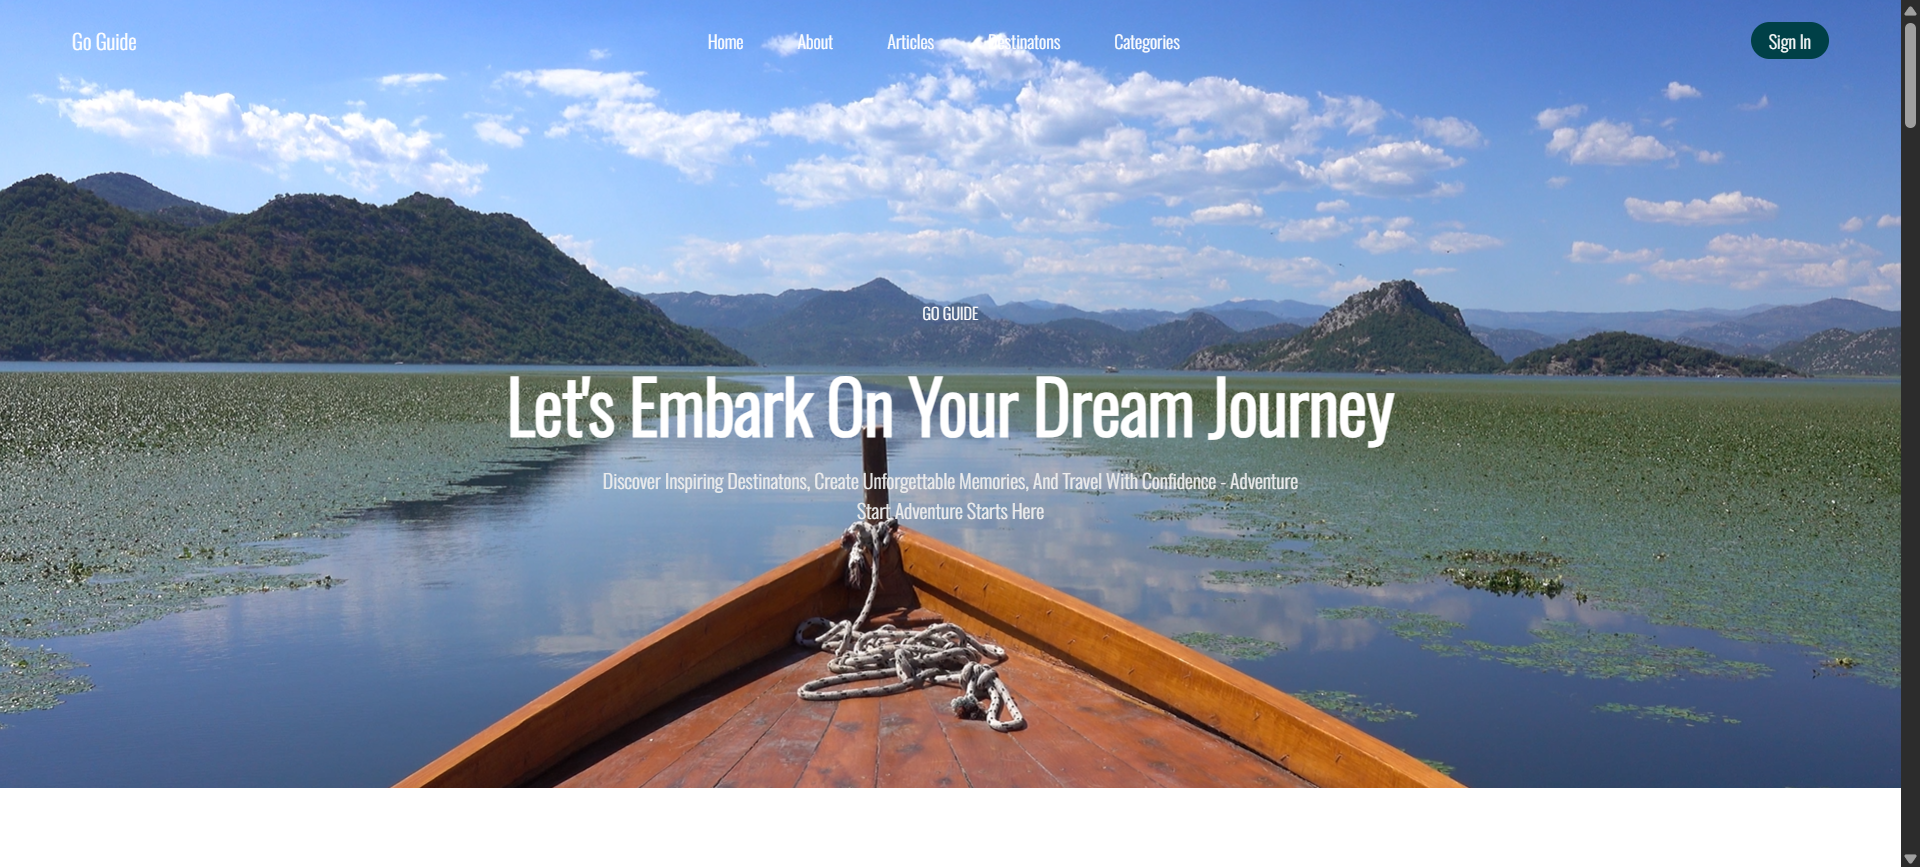 Go Guide
Home About Articles Destinatons Categories
Sign In
GO GUIDE
Let's Embark On Your Dream Journey
Discover Inspiring Destinatons, Create Unforgettable Memories, And Travel With Confidence - Adventure
Start Adventure Starts Here